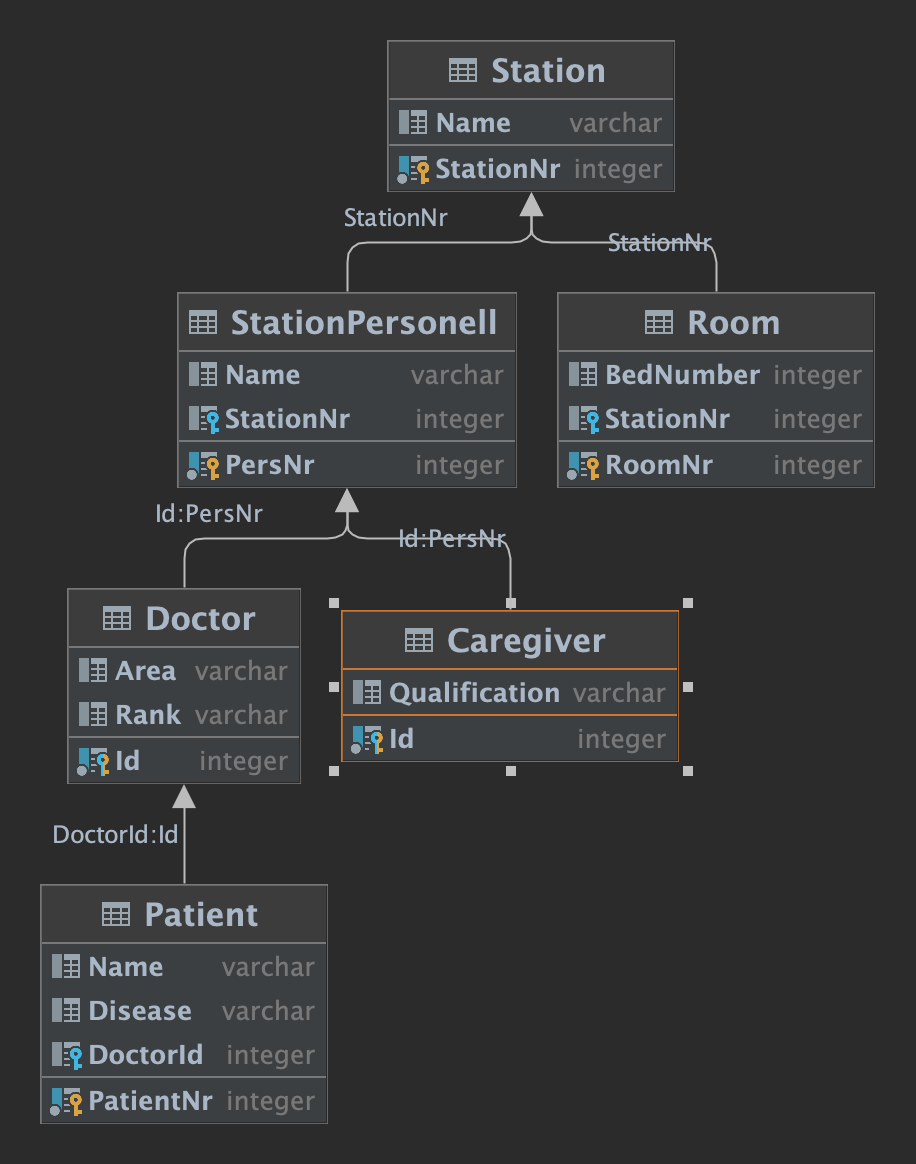 Station
Name varchar
StationNr integer
StationNr
StationNr
StationPersonell
Name varchar
StationNr integer
PersNr integer
Room
BedNumber integer
StationNr integer
RoomNr integer
Id:PersNr
Id:PersNr
Doctor
Area varchar
Rank varchar
Id integer
Caregiver
Qualification varchar
Id integer
DoctorId:Id
Patient
Name varchar
Disease varchar
DoctorId integer
PatientNr integer